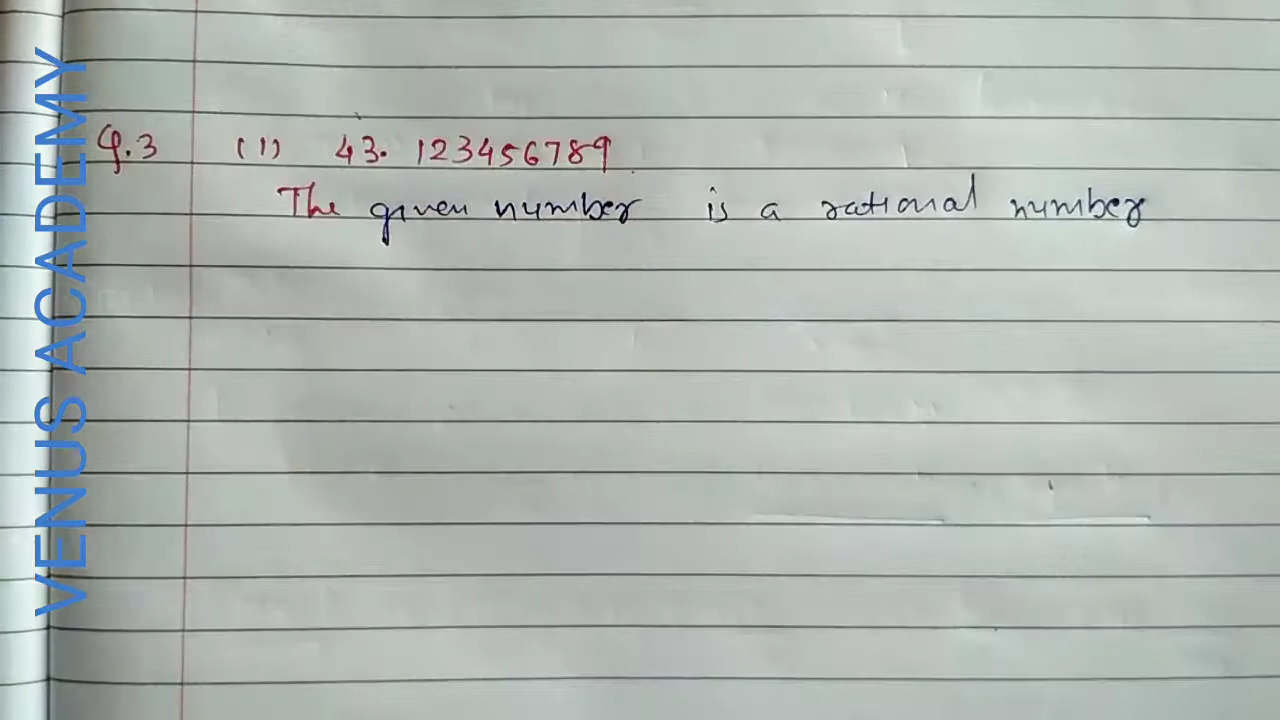 VENUS ACADEMY
Q.3 (1) 43.123456789
The given number is a rational number